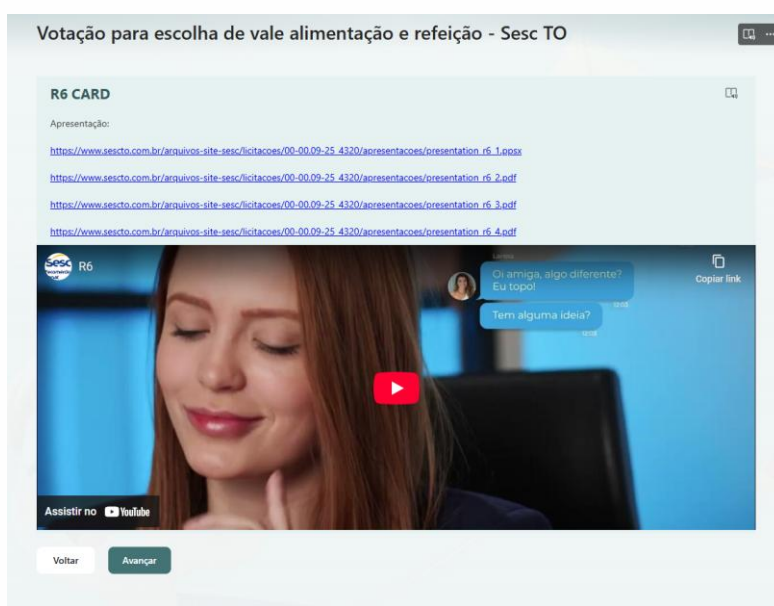 Votação para escolha de vale alimentação e refeição - Sesc TO
R6 CARD
Apresentação:
https://www.sescto.com.br/arquivos-site-sesc/licitacoes/00-00.09-25_4320/apresentacoes/presentation_r6_1.ppsx
https://www.sescto.com.br/arquivos-site-sesc/licitacoes/00-00.09-25_4320/apresentacoes/presentation_r6_2.pdf
https://www.sescto.com.br/arquivos-site-sesc/licitacoes/00-00.09-25_4320/apresentacoes/presentation_r6_3.pdf
https://www.sescto.com.br/arquivos-site-sesc/licitacoes/00-00.09-25_4320/apresentacoes/presentation_r6_4.pdf
Sesc
R6
Copiar link
Oi amiga, algo diferente?
Eu topo!
Tem alguma ideia?
Assistir no YouTube
Voltar
Avançar